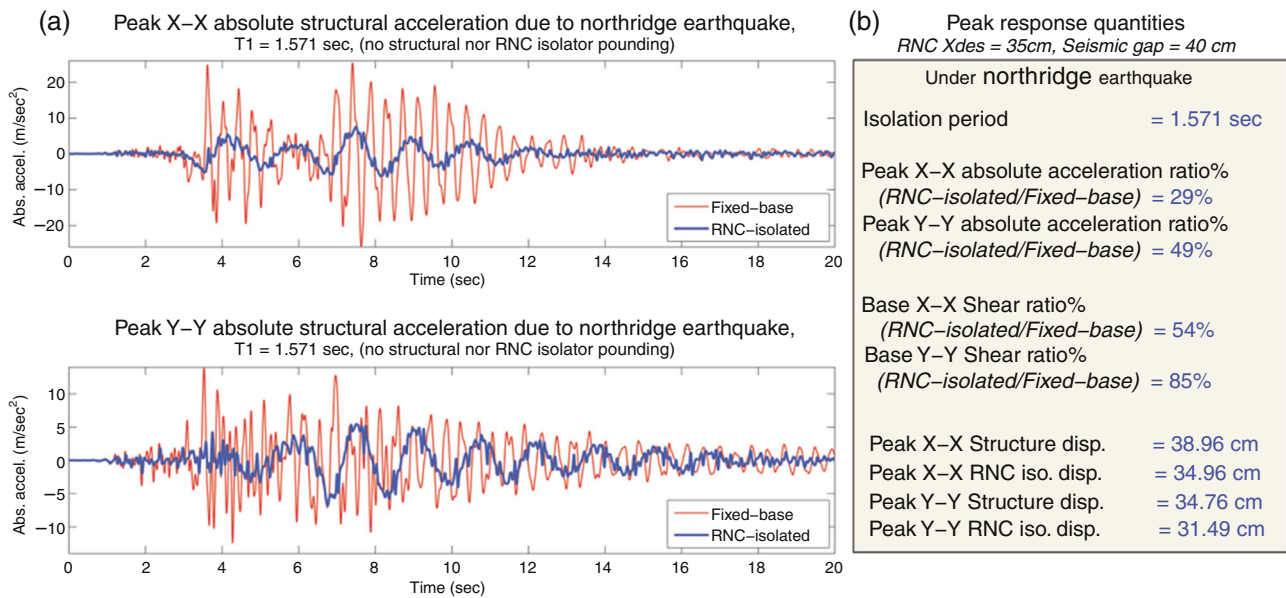 (a)
Peak X–X absolute structural acceleration due to northridge earthquake,
T1 = 1.571 sec, (no structural nor RNC isolator pounding)
Abs. accel. (m/sec²)
20
10
0
−10
−20
Fixed–base
RNC–isolated
0 2 4 6 8 10 12 14 16 18 20
Time (sec)
Peak Y–Y absolute structural acceleration due to northridge earthquake,
T1 = 1.571 sec, (no structural nor RNC isolator pounding)
Abs. accel. (m/sec²)
10
5
0
−5
−10
Fixed–base
RNC–isolated
0 2 4 6 8 10 12 14 16 18 20
Time (sec)
(b)
Peak response quantities
RNC Xdes = 35cm, Seismic gap = 40 cm
Under northridge earthquake
Isolation period = 1.571 sec
Peak X–X absolute acceleration ratio%
(RNC–isolated/Fixed–base) = 29%
Peak Y–Y absolute acceleration ratio%
(RNC–isolated/Fixed–base) = 49%
Base X–X Shear ratio%
(RNC–isolated/Fixed–base) = 54%
Base Y–Y Shear ratio%
(RNC–isolated/Fixed–base) = 85%
Peak X–X Structure disp. = 38.96 cm
Peak X–X RNC iso. disp. = 34.96 cm
Peak Y–Y Structure disp. = 34.76 cm
Peak Y–Y RNC iso. disp. = 31.49 cm